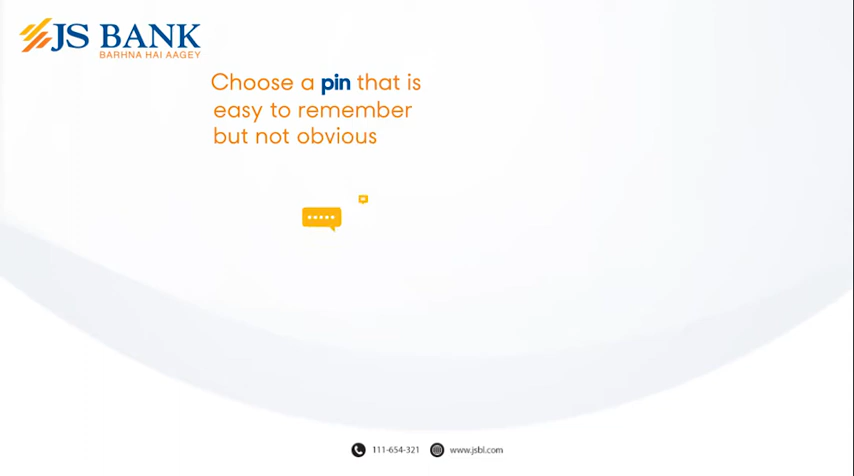 JS BANK
BARHNA HAI AAGEY
Choose a pin that is
easy to remember
but not obvious
111-654-321 www.jsbl.com